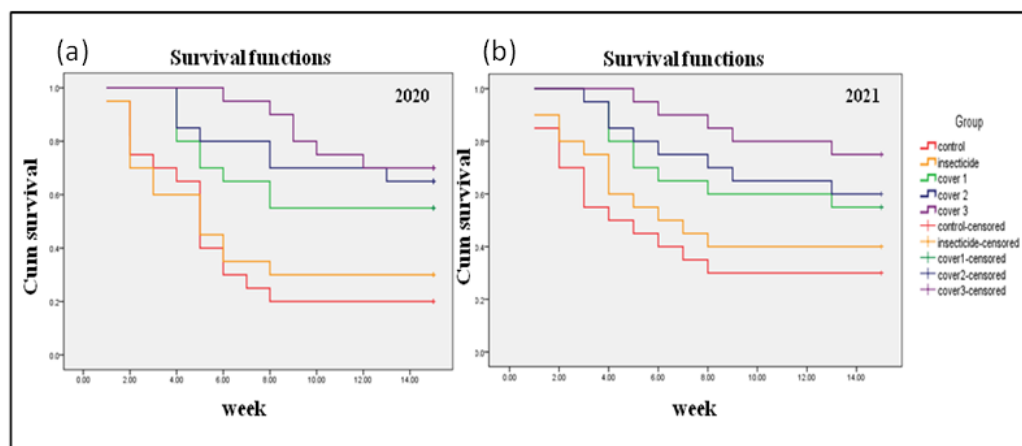 (a)
Survival functions
2020
Cum survival
1.0
0.8
0.6
0.4
0.2
0.0
0.00 2.00 4.00 6.00 8.00 10.00 12.00 14.00
week
(b)
Survival functions
2021
Cum survival
1.0
0.8
0.6
0.4
0.2
0.0
0.00 2.00 4.00 6.00 8.00 10.00 12.00 14.00
week
Group
control
insecticide
cover 1
cover 2
cover 3
control-censored
insecticide-censored
cover1-censored
cover2-censored
cover3-censored